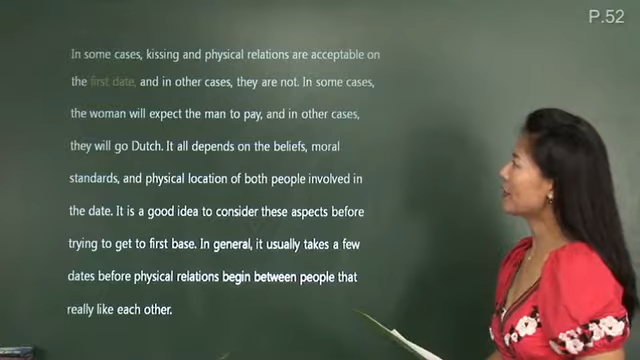 P.52
In some cases, kissing and physical relations are acceptable on
the first date, and in other cases, they are not. In some cases,
the woman will expect the man to pay, and in other cases,
they will go Dutch. It all depends on the beliefs, moral
standards, and physical location of both people involved in
the date. It is a good idea to consider these aspects before
trying to get to first base. In general, it usually takes a few
dates before physical relations begin between people that
really like each other.